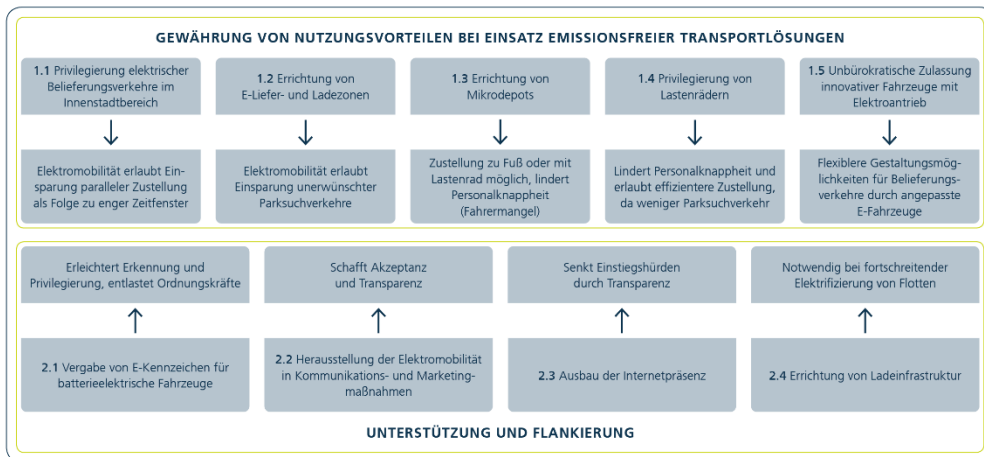 GEWÄHRUNG VON NUTZUNGSVORTEILEN BEI EINSATZ EMISSIONSFREIER TRANSPORTLÖSUNGEN
1.1 Privilegierung elektrischer
Belieferungsverkehre im
Innenstadtbereich
1.2 Errichtung von
E-Liefer- und Ladezonen
1.3 Errichtung von
Mikrodepots
1.4 Privilegierung von
Lastenrädern
1.5 Unbürokratische Zulassung
innovativer Fahrzeuge mit
Elektroantrieb
Elektromobilität erlaubt Ein-
sparung paralleler Zustellung
als Folge zu enger Zeitfenster
Elektromobilität erlaubt
Einsparung unerwünschter
Parksuchverkehre
Zustellung zu Fuß oder mit
Lastenrad möglich, lindert
Personalknappheit
(Fahrermangel)
Lindert Personalknappheit und
erlaubt effizientere Zustellung,
da weniger Parksuchverkehr
Flexiblere Gestaltungsmög-
lichkeiten für Belieferungs-
verkehre durch angepasste
E-Fahrzeuge
Erleichtert Erkennung und
Privilegierung, entlastet Ordnungskräfte
Schafft Akzeptanz
und Transparenz
Senkt Einstiegshürden
durch Transparenz
Notwendig bei fortschreitender
Elektrifizierung von Flotten
2.1 Vergabe von E-Kennzeichen für
batterieelektrische Fahrzeuge
2.2 Herausstellung der Elektromobilität
in Kommunikations- und Marketing-
maßnahmen
2.3 Ausbau der Internetpräsenz
2.4 Errichtung von Ladeinfrastruktur
UNTERSTÜTZUNG UND FLANKIERUNG